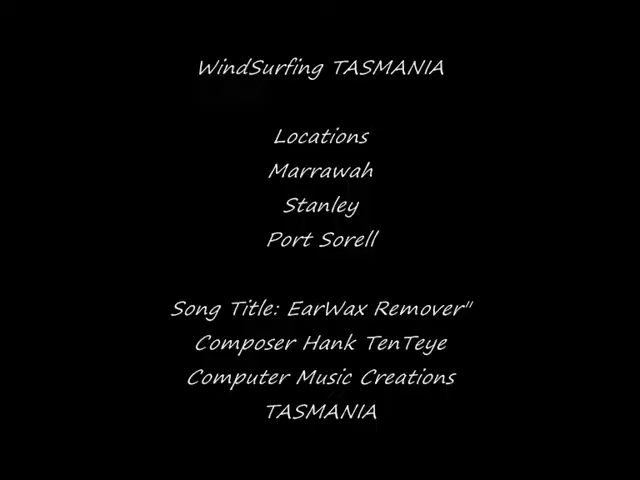 WindSurfing TASMANIA
Locations
Marrawah
Stanley
Port Sorell
Song Title: EarWax Remover"
Composer Hank TenTeye
Computer Music Creations
TASMANIA